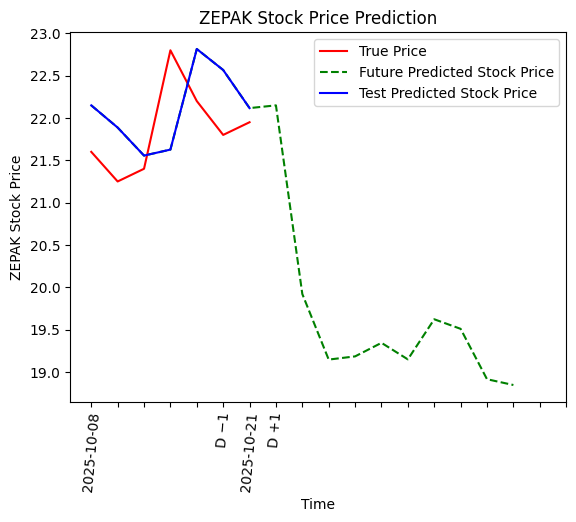 ZEPAK Stock Price Prediction
True Price
Future Predicted Stock Price
Test Predicted Stock Price
ZEPAK Stock Price
23.0
22.5
22.0
21.5
21.0
20.5
20.0
19.5
19.0
2025-10-08
D −1
2025-10-21
D +1
Time